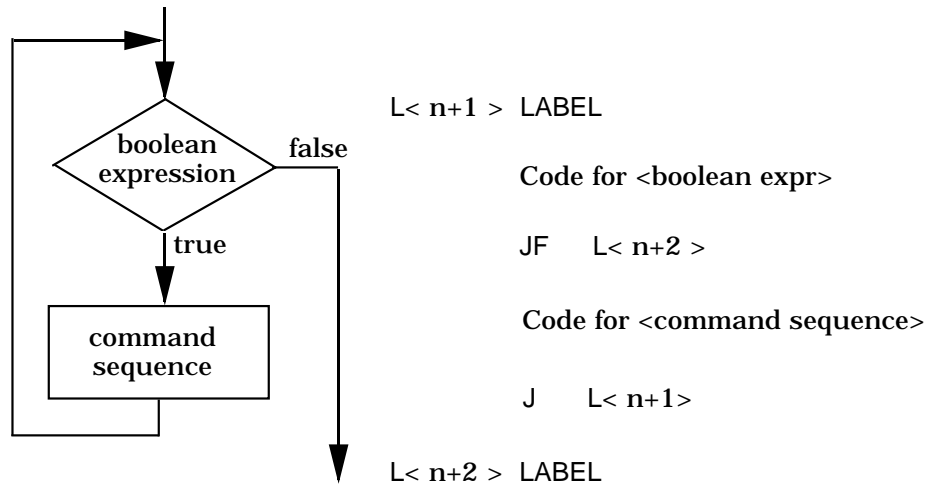 boolean
expression
false
true
command
sequence
L< n+1 > LABEL
Code for <boolean expr>
JF L< n+2 >
Code for <command sequence>
J L< n+1>
L< n+2 > LABEL